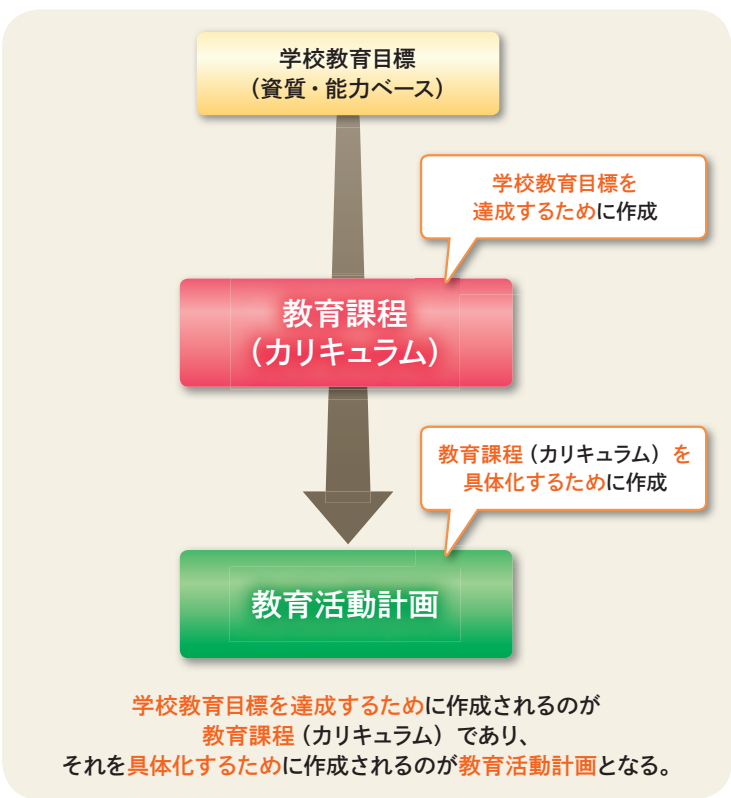 学校教育目標
（資質・能力ベース）
学校教育目標を
達成するために作成
教育課程
（カリキュラム）
教育課程（カリキュラム）を
具体化するために作成
教育活動計画
学校教育目標を達成するために作成されるのが
教育課程（カリキュラム）であり、
それを具体化するために作成されるのが教育活動計画となる。